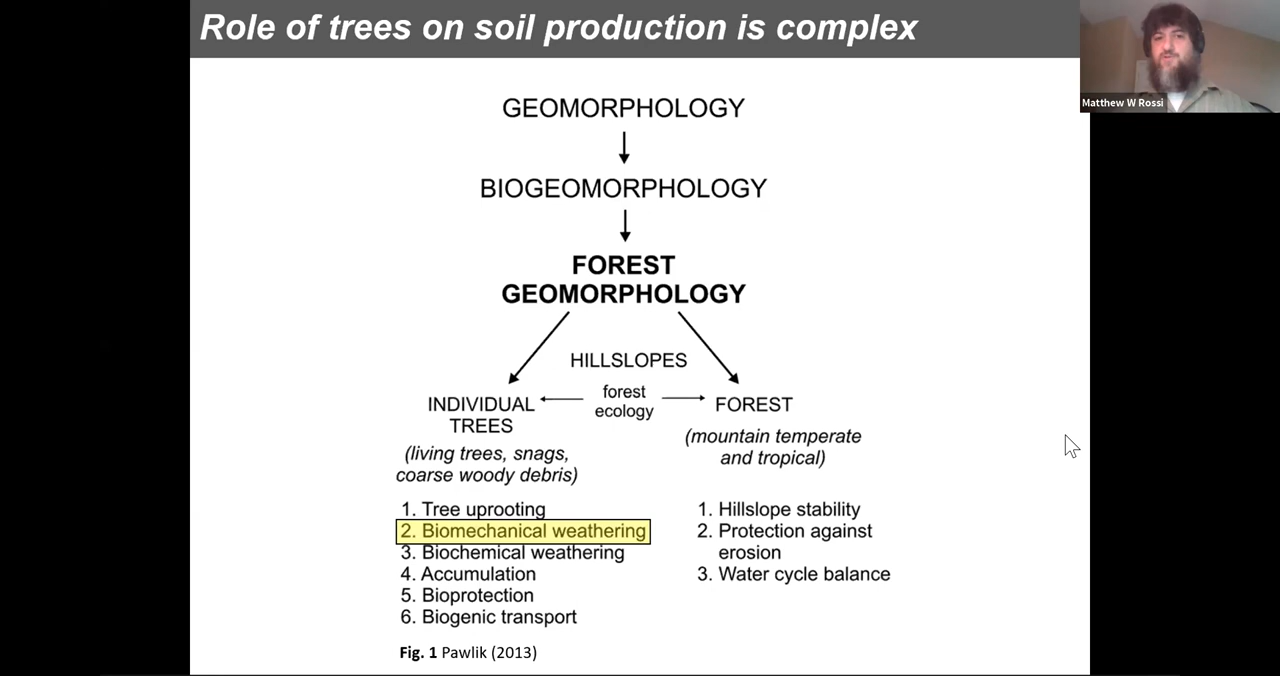 Role of trees on soil production is complex
Matthew W Rossi
GEOMORPHOLOGY
BIOGEOMORPHOLOGY
FOREST
GEOMORPHOLOGY
HILLSLOPES
forest
ecology
INDIVIDUAL
TREES
(living trees, snags,
coarse woody debris)
1. Tree uprooting
2. Biomechanical weathering
3. Biochemical weathering
4. Accumulation
5. Bioprotection
6. Biogenic transport
FOREST
(mountain temperate
and tropical)
1. Hillslope stability
2. Protection against
erosion
3. Water cycle balance
Fig. 1 Pawlik (2013)